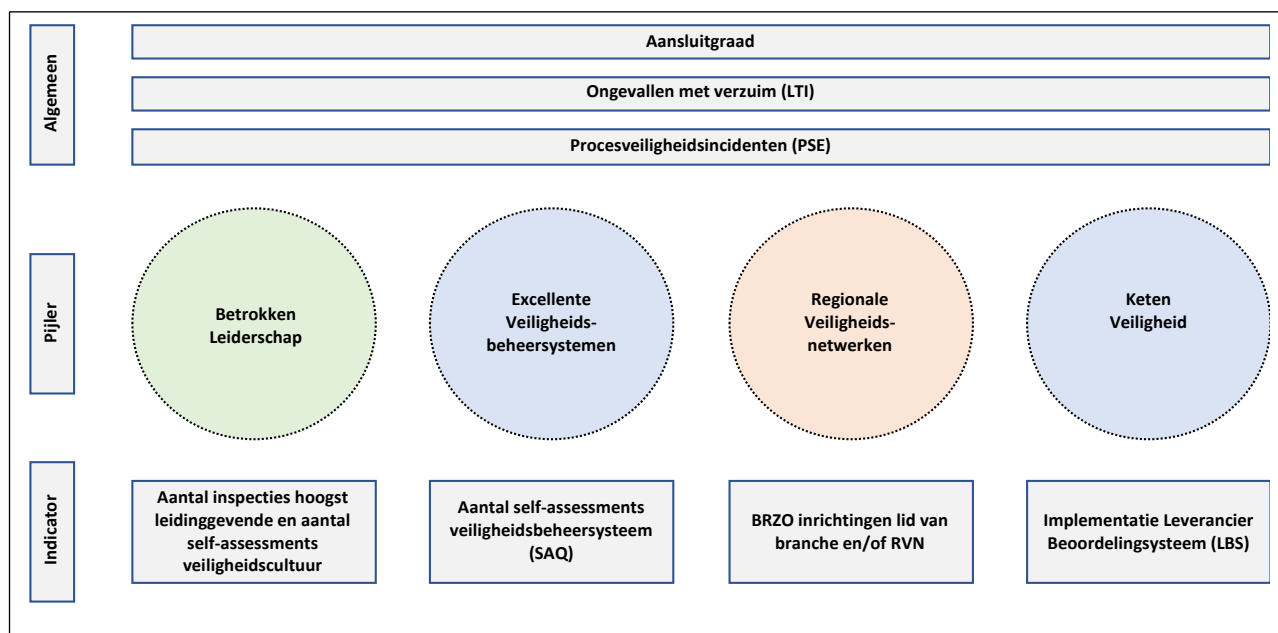 Algemeen
Aansluitgraad
Ongevallen met verzuim (LTI)
Procesveiligheidsincidenten (PSE)
Pijler
Betrokken
Leiderschap
Excellente
Veiligheids-
beheersystemen
Regionale
Veiligheids-
netwerken
Keten
Veiligheid
Indicator
Aantal inspecties hoogst
leidinggevende en aantal
self-assessments
veiligheidscultuur
Aantal self-assessments
veiligheidsbeheersysteem
(SAQ)
BRZO inrichtingen lid van
branche en/of RVN
Implementatie Leverancier
Beoordelingsysteem (LBS)